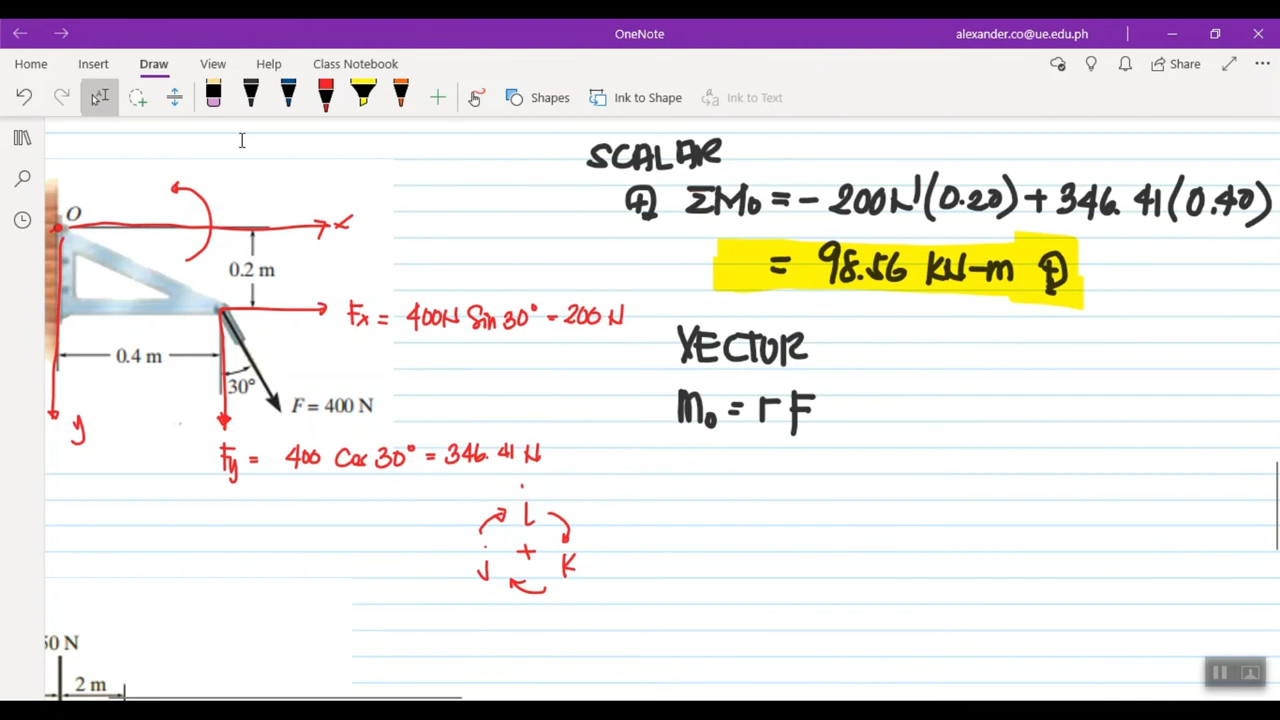 OneNote
alexander.co@ue.edu.ph
Home Insert Draw View Help Class Notebook
Share
Shapes Ink to Shape Ink to Text
SCALAR
ΣMo = - 200N (0.20) + 346.41 (0.40)
= 98.56 KN-m
O
x
0.2 m
Fx = 400N Sin 30° = 200 N
0.4 m
30°
F = 400 N
y
Fy = 400 Cos 30° = 346.41 N
VECTOR
Mo = r F
i
j + K
50 N
2 m